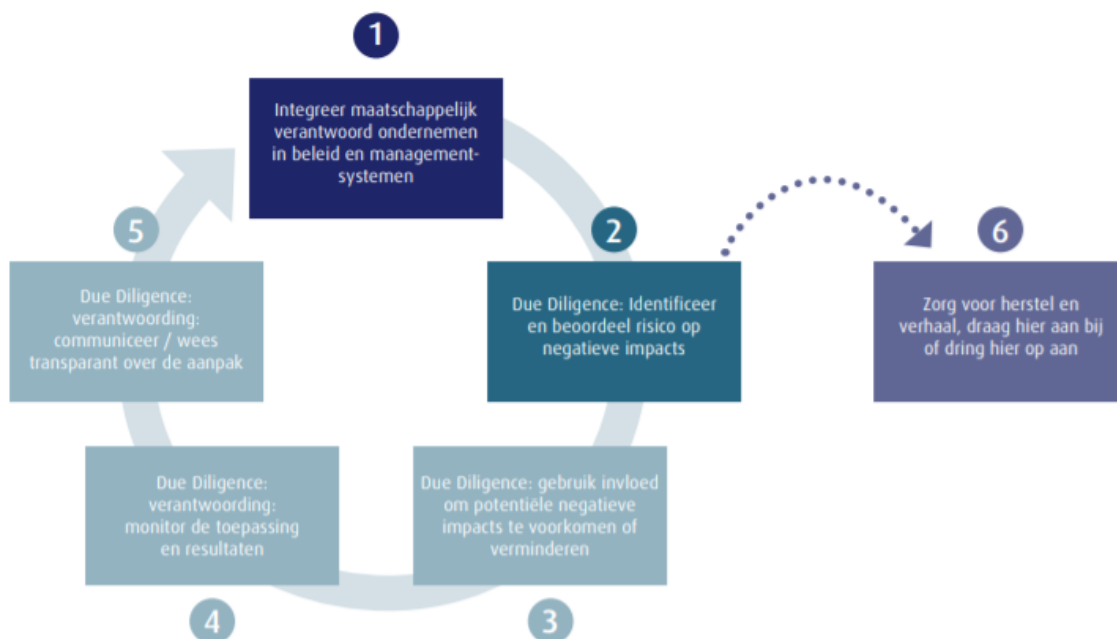 1
Integreer maatschappelijk
verantwoord ondernemen
in beleid en management-
systemen
2
Due Diligence: Identificeer
en beoordeel risico op
negatieve impacts
3
Due Diligence: gebruik invloed
om potentiële negatieve
impacts te voorkomen of
verminderen
4
Due Diligence:
verantwoording:
monitor de toepassing
en resultaten
5
Due Diligence:
verantwoording:
communiceer / wees
transparant over de aanpak
6
Zorg voor herstel en
verhaal, draag hier aan bij
of dring hier op aan